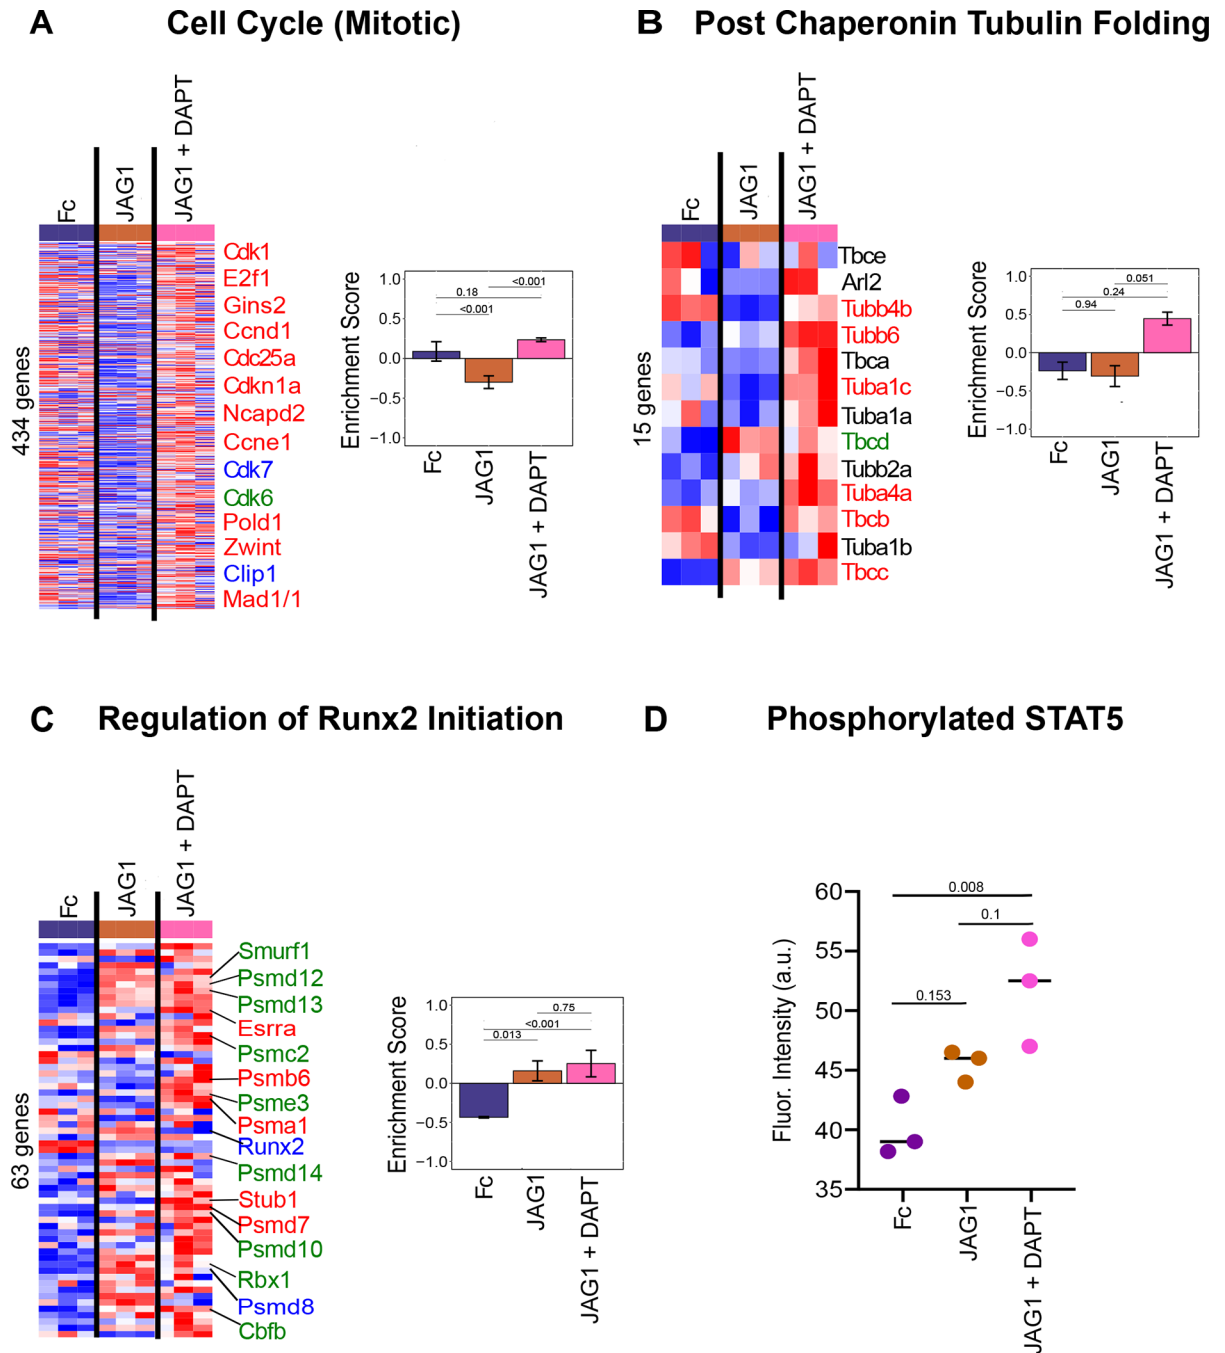 A Cell Cycle (Mitotic)
Fc
JAG1
JAG1 + DAPT
434 genes
Cdk1
E2f1
Gins2
Ccnd1
Cdc25a
Cdkn1a
Ncapd2
Ccne1
Cdk7
Cdk6
Pold1
Zwint
Clip1
Mad1/1
Enrichment Score
1.0
0.5
0.0
−0.5
−1.0
<0.001
0.18
<0.001
Fc
JAG1
JAG1 + DAPT
B Post Chaperonin Tubulin Folding
Fc
JAG1
JAG1 + DAPT
15 genes
Tbce
Arl2
Tubb4b
Tubb6
Tbca
Tuba1c
Tuba1a
Tbcd
Tubb2a
Tuba4a
Tbcb
Tuba1b
Tbcc
Enrichment Score
1.0
0.5
0.0
−0.5
−1.0
0.051
0.24
0.94
Fc
JAG1
JAG1 + DAPT
C Regulation of Runx2 Initiation
Fc
JAG1
JAG1 + DAPT
63 genes
Smurf1
Psmd12
Psmd13
Esrra
Psmc2
Psmb6
Psme3
Psma1
Runx2
Psmd14
Stub1
Psmd7
Psmd10
Rbx1
Psmd8
Cbfb
Enrichment Score
1.0
0.5
0.0
−0.5
−1.0
0.75
<0.001
0.013
Fc
JAG1
JAG1 + DAPT
D Phosphorylated STAT5
Fluor. Intensity (a.u.)
60
55
50
45
40
35
0.008
0.1
0.153
Fc
JAG1
JAG1 + DAPT